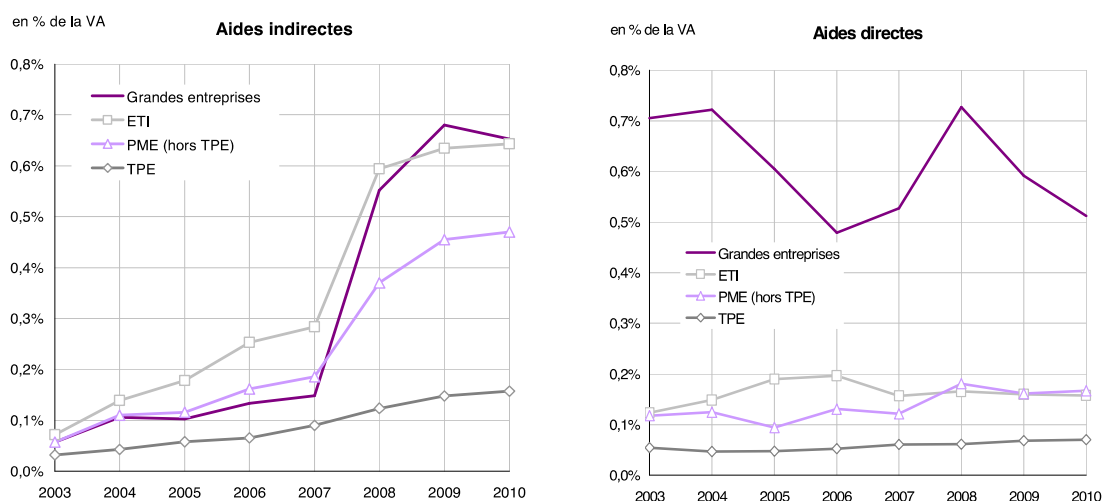 en % de la VA
Aides indirectes
0,8%
0,7%
0,6%
0,5%
0,4%
0,3%
0,2%
0,1%
0,0%
Grandes entreprises
ETI
PME (hors TPE)
TPE
2003 2004 2005 2006 2007 2008 2009 2010
en % de la VA
Aides directes
0,8%
0,7%
0,6%
0,5%
0,4%
0,3%
0,2%
0,1%
0,0%
Grandes entreprises
ETI
PME (hors TPE)
TPE
2003 2004 2005 2006 2007 2008 2009 2010